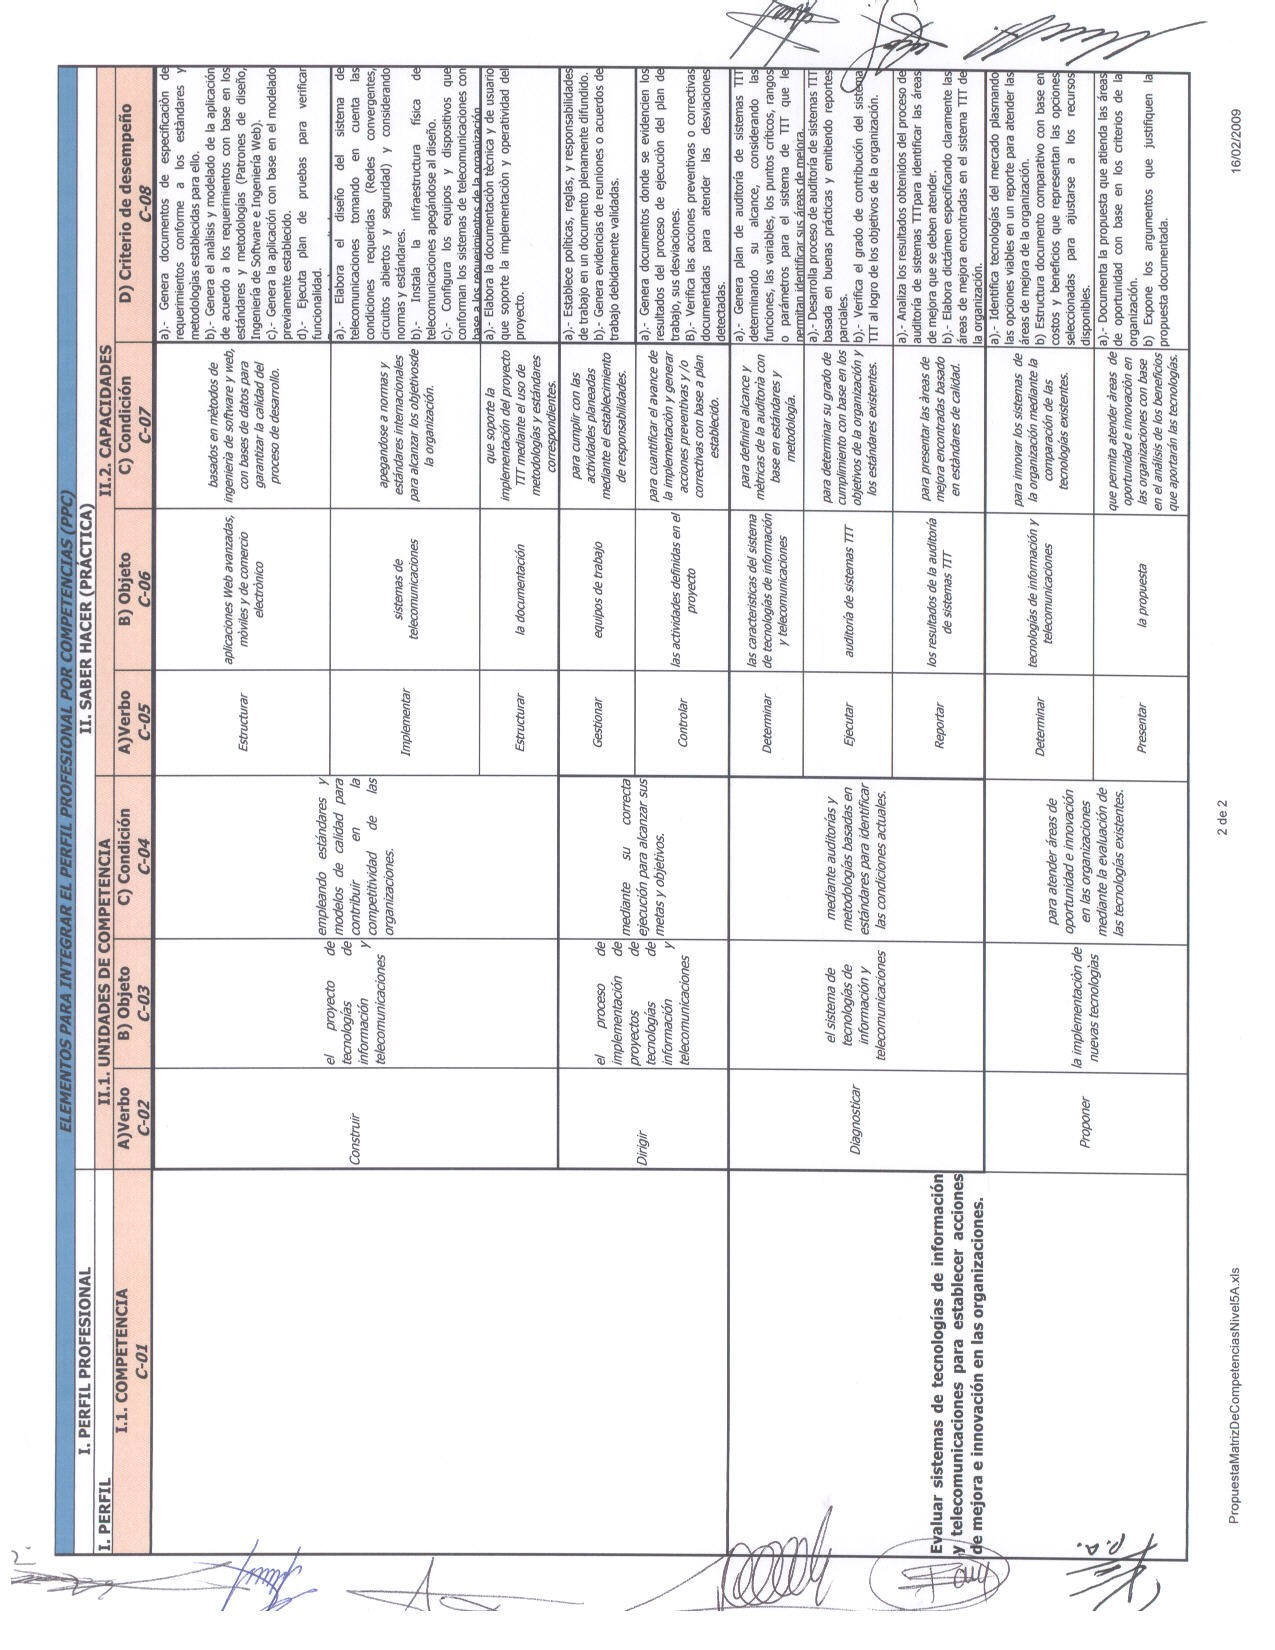 ELEMENTOS PARA INTEGRAR EL PERFIL PROFESIONAL POR COMPETENCIAS (PPC)
I. PERFIL PROFESIONAL
II. SABER HACER (PRÁCTICA)
I. PERFIL
II.1. UNIDADES DE COMPETENCIA
II.2. CAPACIDADES
I.1. COMPETENCIA
C-01
A)Verbo
C-02
B) Objeto
C-03
C) Condición
C-04
A)Verbo
C-05
B) Objeto
C-06
C) Condición
C-07
D) Criterio de desempeño
C-08
Construir
el proyecto de
tecnologías de
información y
telecomunicaciones
empleando estándares y
modelos de calidad para
contribuir en la
competitividad de las
organizaciones.
Estructurar
aplicaciones Web avanzadas,
móviles y de comercio
electrònico
basados en mètodos de
ingeniería de software y web,
con bases de datos para
garantizar la calidad del
proceso de desarrollo.
a).- Genera documentos de especificación de
requerimientos conforme a los estándares y
metodologías establecidas para ello.
b).- Genera el análisis y modelado de la aplicación
de acuerdo a los requerimientos con base en los
estándares y metodologías (Patrones de diseño,
Ingeniería de Software e Ingeniería Web).
c).- Genera la aplicación con base en el modelado
previamente establecido.
d).- Ejecuta plan de pruebas para verificar
funcionalidad.
Implementar
sistemas de
telecomunicaciones
apegandose a normas y
estándares internacionales
para alcanzar los objetivosde
la organización.
a).- Elabora el diseño del sistema de
telecomunicaciones tomando en cuenta las
condiciones requeridas (Redes convergentes,
circuitos abiertos y seguridad) y considerando
normas y estándares.
b).- Instala la infraestructura física de
telecomunicaciones apegándose al diseño.
c).- Configura los equipos y dispositivos que
conforman los sistemas de telecomunicaciones con
base a los requerimientos de la organización.
Estructurar
la documentación
que soporte la
implementación del proyecto
TIT mediante el uso de
metodologías y estándares
correspondientes.
a).- Elabora la documentación técnica y de usuario
que soporte la implementación y operatividad del
proyecto.
Dirigir
el proceso de
implementación de
proyectos de
tecnologías de
información y
telecomunicaciones
mediante su correcta
ejecución para alcanzar sus
metas y objetivos.
Gestionar
equipos de trabajo
para cumplir con las
actividades planeadas
mediante el establecimiento
de responsabilidades.
a).- Establece políticas, reglas, y responsabilidades
de trabajo en un documento plenamente difundido.
b).- Genera evidencias de reuniones o acuerdos de
trabajo debidamente validadas.
Controlar
las actividades definidas en el
proyecto
para cuantificar el avance de
la implementación y generar
acciones preventivas y/o
correctivas con base a plan
establecido.
a).- Genera documentos donde se evidencien los
resultados del proceso de ejecución del plan de
trabajo, sus desviaciones.
B).- Verifica las acciones preventivas o correctivas
documentadas para atender las desviaciones
detectadas.
Evaluar sistemas de tecnologías de información
y telecomunicaciones para establecer acciones
de mejora e innovación en las organizaciones.
Diagnosticar
el sistema de
tecnologías de
información y
telecomunicaciones
mediante auditorías y
metodologías basadas en
estándares para identificar
las condiciones actuales.
Determinar
las caracteristicas del sistema
de tecnologías de información
y telecomunicaciones
para definirel alcance y
mètricas de la auditoría con
base en estándares y
metodología.
a).- Genera plan de auditoría de sistemas TIT
determinando su alcance, considerando las
funciones, las variables, los puntos críticos, rangos
o parámetros para el sistema de TIT que le
permitan identificar sus áreas de mejora.
Ejecutar
auditoría de sistemas TIT
para determinar su grado de
cumplimiento con base en los
objetivos de la organización y
los estándares existentes.
a).- Desarrolla proceso de auditoría de sistemas TIT
basada en buenas prácticas y emitiendo reportes
parciales.
b).- Verifica el grado de contribución del sistema
TIT al logro de los objetivos de la organización.
Reportar
los resultados de la auditoría
de sistemas TIT
para presentar las àreas de
mejora encontradas basado
en estándares de calidad.
a).- Analiza los resultados obtenidos del proceso de
auditoría de sistemas TITpara identificar las áreas
de mejora que se deben atender.
b).- Elabora dictámen especificando claramente las
áreas de mejora encontradas en el sistema TIT de
la organización.
Proponer
la implementaciòn de
nuevas tecnologìas
para atender áreas de
oportunidad e innovación
en las organizaciones
mediante la evaluación de
las tecnologías existentes.
Determinar
tecnologías de información y
telecomunicaciones
para innovar los sistemas de
la organización mediante la
comparación de las
tecnologías existentes.
a).- Identifica tecnologías del mercado plasmando
las opciones viables en un reporte para atender las
áreas de mejora de la organización.
b) Estructura documento comparativo con base en
costos y beneficios que representan las opciones
seleccionadas para ajustarse a los recursos
disponibles.
Presentar
la propuesta
que permita atender àreas de
oportunidad e innovación en
las organizaciones con base
en el análisis de los beneficios
que aportarán las tecnologías.
a).- Documenta la propuesta que atienda las áreas
de oportunidad con base en los criterios de la
organización.
b) Expone los argumentos que justifiquen la
propuesta documentada.
P.A.
PropuestaMatrizDeCompetenciasNivel5A.xls
2 de 2
16/02/2009